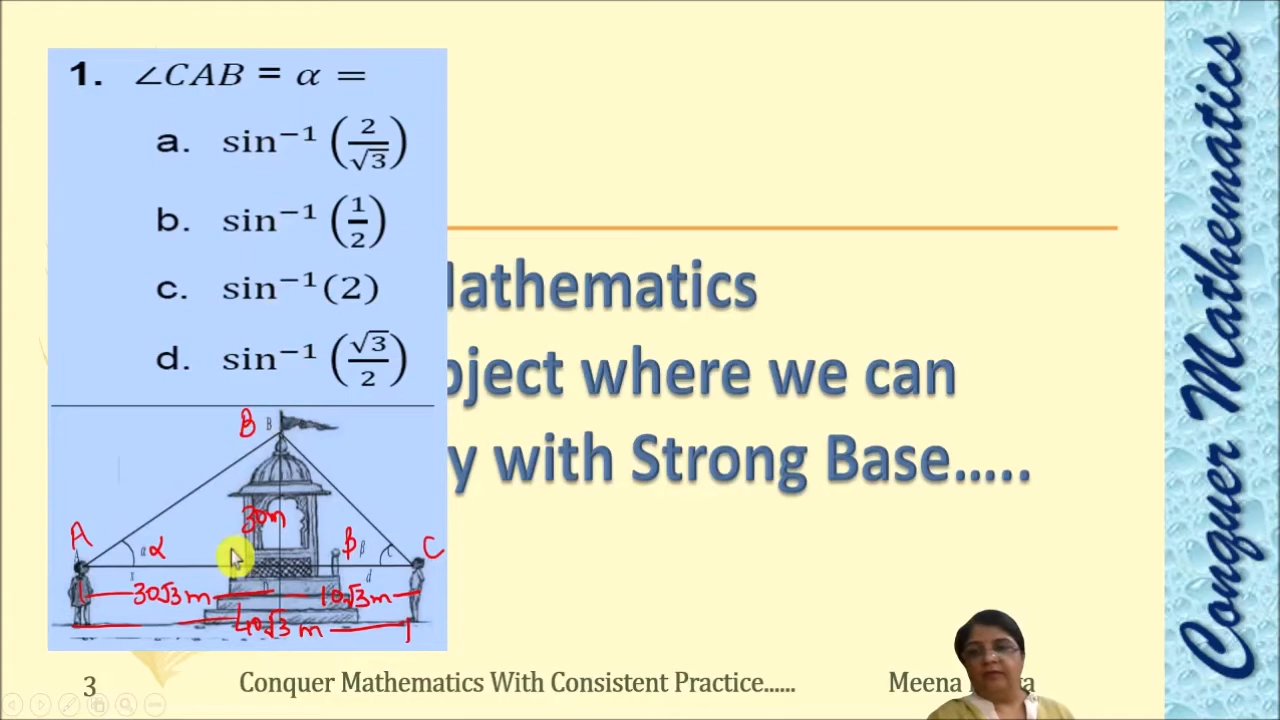 1. ∠CAB = α =
a. sin⁻¹ (2/√3)
b. sin⁻¹ (1/2)
c. sin⁻¹(2)
d. sin⁻¹ (√3/2)
B B
30m
A α α β β C
x d
30√3 m 10√3 m
40√3 m
Mathematics
bject where we can
y with Strong Base…..
3
Conquer Mathematics With Consistent Practice......
Meena
Conquer Mathematics